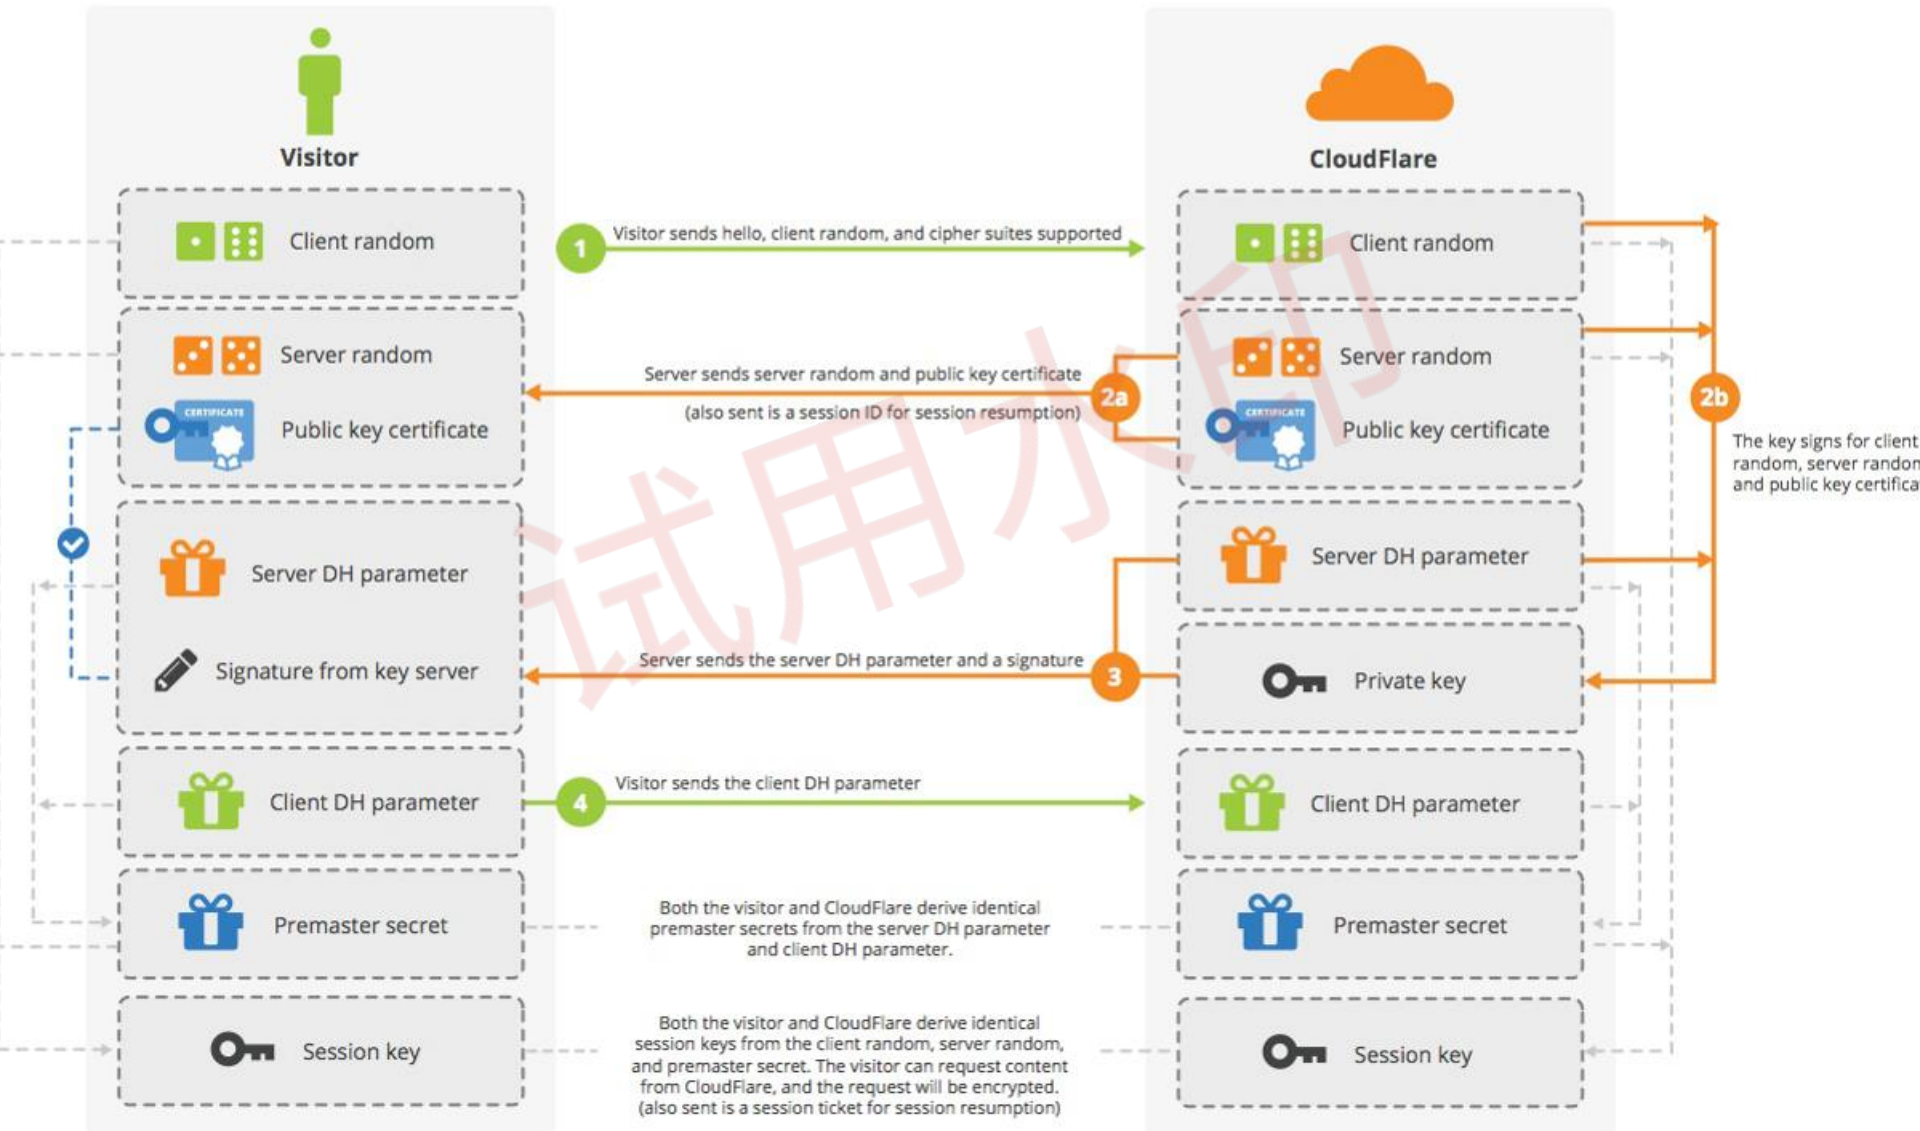 Visitor
CloudFlare
Client random
1
Visitor sends hello, client random, and cipher suites supported
Client random
Server random
CERTIFICATE
Public key certificate
Server sends server random and public key certificate
(also sent is a session ID for session resumption)
2a
Server random
CERTIFICATE
Public key certificate
2b
The key signs for client
random, server
and public key
Server DH parameter
Signature from key server
Server sends the server DH parameter and a signature
3
Server DH parameter
Private key
Client DH parameter
4
Visitor sends the client DH parameter
Client DH parameter
Premaster secret
Both the visitor and CloudFlare derive identical
premaster secrets from the server DH parameter
and client DH parameter.
Premaster secret
Session key
Both the visitor and CloudFlare derive identical
session keys from the client random, server random,
and premaster secret. The visitor can request content
from CloudFlare, and the request will be encrypted.
(also sent is a session ticket for session resumption)
Session key
试用水印